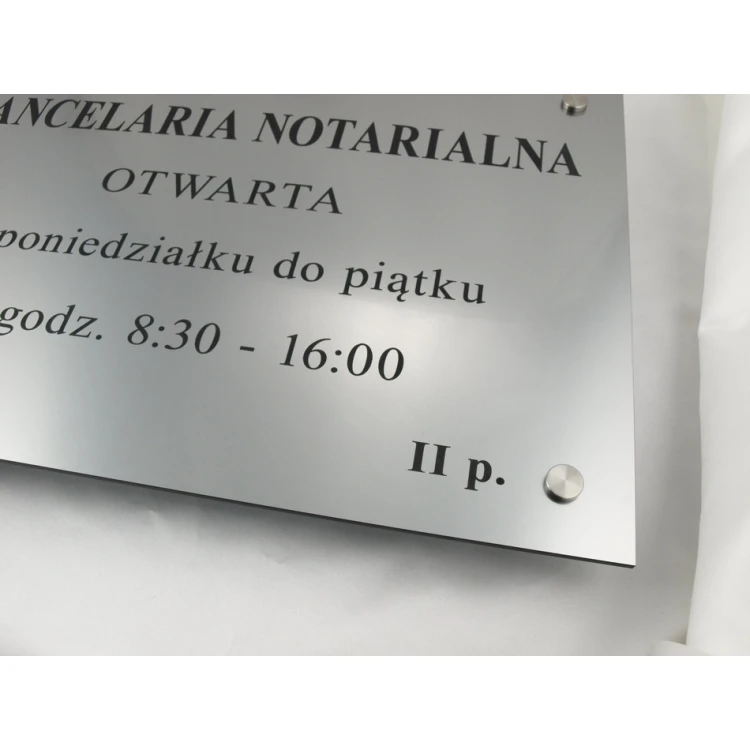 ANCELARIA NOTARIALNA
OTWARTA
poniedziałku do piątku
godz. 8:30 - 16:00
II p.